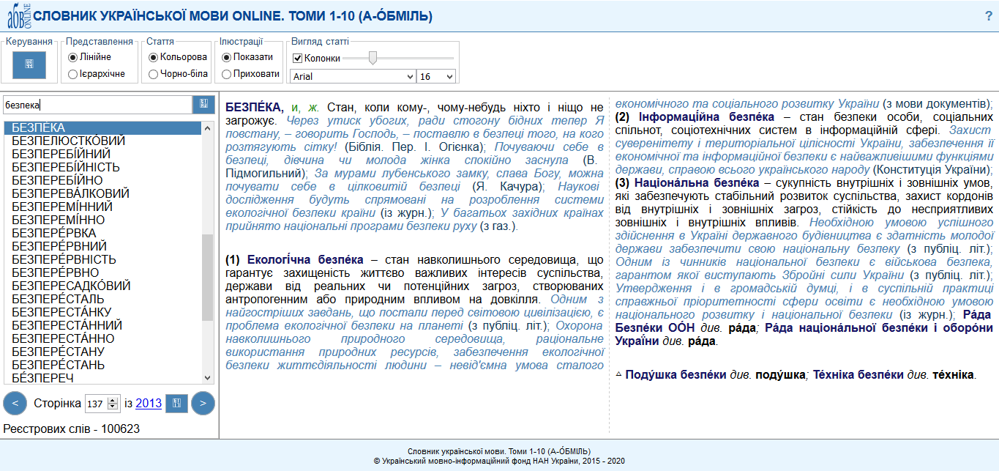 абв ONLINE
СЛОВНИК УКРАЇНСЬКОЇ МОВИ ONLINE. ТОМИ 1-10 (А-О́БМІЛЬ)
?
Керування
Представлення
Лінійне
Ієрархічне
Стаття
Кольорова
Чорно-біла
Ілюстрації
Показати
Приховати
Вигляд статті
Колонки
Arial
16
безпека
БЕЗПЕ́КА
БЕЗПЕЛЮСТКО́ВИЙ
БЕЗПЕРЕБІ́ЙНИЙ
БЕЗПЕРЕБІ́ЙНІСТЬ
БЕЗПЕРЕБІ́ЙНО
БЕЗПЕРЕВА́ЛКОВИЙ
БЕЗПЕРЕМІ́ННИЙ
БЕЗПЕРЕМІ́ННО
БЕЗПЕРЕ́РВКА
БЕЗПЕРЕ́РВНИЙ
БЕЗПЕРЕ́РВНІСТЬ
БЕЗПЕРЕ́РВНО
БЕЗПЕРЕСАДКО́ВИЙ
БЕЗПЕРЕ́СТАЛЬ
БЕЗПЕРЕСТА́НКУ
БЕЗПЕРЕСТА́ННИЙ
БЕЗПЕРЕСТА́ННО
БЕЗПЕРЕ́СТАНУ
БЕЗПЕРЕ́СТАНЬ
БЕ́ЗПЕРЕЧ
< Сторінка 137 із 2013 >
Реєстрових слів - 100623
БЕЗПЕ́КА, и, ж. Стан, коли кому-, чому-небудь ніхто і ніщо не
загрожує. Через утиск убогих, ради стогону бідних тепер Я
повстану, – говорить Господь, – поставлю в безпеці того, на кого
розтягують сітку! (Біблія. Пер. І. Огієнка); Почуваючи себе в
безпеці, дівчина чи молода жінка спокійно заснула (В.
Підмогильний); За мурами лубенського замку, слава Богу, можна
почувати себе в цілковитій безпеці (Я. Качура); Наукові
дослідження будуть спрямовані на розроблення системи
екологічної безпеки країни (із журн.); У багатьох західних країнах
прийнято національні програми безпеки руху (з газ.).
(1) Екологі́чна безпе́ка – стан навколишнього середовища, що
гарантує захищеність життєво важливих інтересів суспільства,
держави від реальних чи потенційних загроз, створюваних
антропогенним або природним впливом на довкілля. Одним з
найгостріших завдань, що постали перед світовою цивілізацією, є
проблема екологічної безпеки на планеті (з публіц. літ.); Охорона
навколишнього природного середовища, раціональне
використання природних ресурсів, забезпечення екологічної
безпеки життєдіяльності людини – невід'ємна умова сталого
економічного та соціального розвитку України (з мови документів);
(2) Інформаці́йна безпе́ка – стан безпеки особи, соціальних
спільнот, соціотехнічних систем в інформаційній сфері. Захист
суверенітету і територіальної цілісності України, забезпечення її
економічної та інформаційної безпеки є найважливішими функціями
держави, справою всього українського народу (Конституція України);
(3) Націона́льна безпе́ка – сукупність внутрішніх і зовнішніх умов,
які забезпечують стабільний розвиток суспільства, захист кордонів
від внутрішніх і зовнішніх загроз, стійкість до несприятливих
зовнішніх і внутрішніх впливів. Необхідною умовою успішного
здійснення в Україні державного будівництва є здатність молодої
держави забезпечити свою національну безпеку (з публіц. літ.);
Одним із чинників національної безпеки є військова безпека,
гарантом якої виступають Збройні сили України (з публіц. літ.);
Утвердження і в громадській думці, і в суспільній практиці
справжньої пріоритетності сфери освіти є необхідною умовою
національного розвитку і національної безпеки (із журн.); Ра́да
Безпе́ки ОО́Н див. ра́да; Ра́да націона́льної безпе́ки і оборо́ни
Украї́ни див. ра́да.
△ Поду́шка безпе́ки див. поду́шка; Те́хніка безпе́ки див. те́хніка.
Словник української мови. Томи 1-10 (А-О́БМІЛЬ)
© Український мовно-інформаційний фонд НАН України, 2015 - 2020